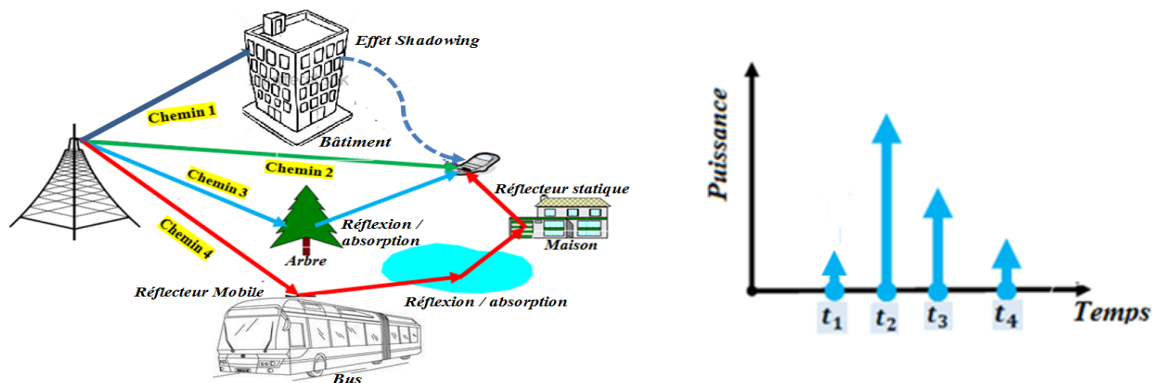 Effet Shadowing
Chemin 1
Bâtiment
Chemin 2
Chemin 3
Réflecteur statique
Chemin 4
Réflexion /
absorption
Maison
Arbre
Réflecteur Mobile
Réflexion / absorption
Bus
Puissance
t₁ t₂ t₃ t₄
Temps